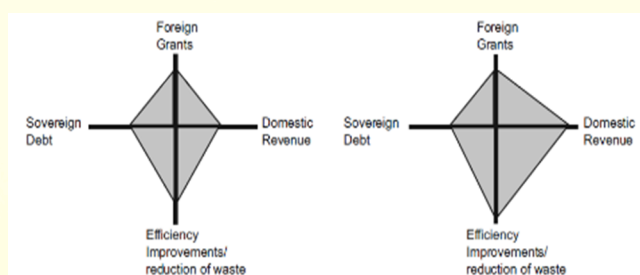 Foreign
Grants
Sovereign
Debt
Domestic
Revenue
Efficiency
Improvements/
reduction of waste
Foreign
Grants
Sovereign
Debt
Domestic
Revenue
Efficiency
Improvements/
reduction of waste